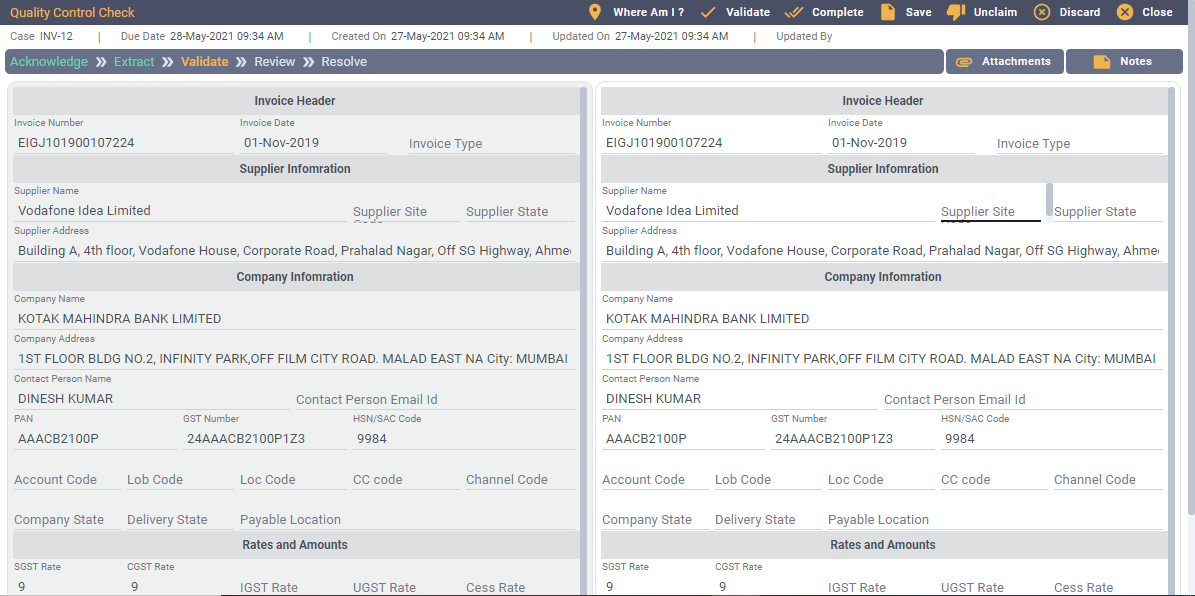 Quality Control Check Where Am I ? Validate Complete Save Unclaim Discard Close
Case INV-12 | Due Date 28-May-2021 09:34 AM | Created On 27-May-2021 09:34 AM | Updated On 27-May-2021 09:34 AM | Updated By
Acknowledge » Extract » Validate » Review » Resolve Attachments Notes
Invoice Header
Invoice Number Invoice Date
EIGJ101900107224 01-Nov-2019 Invoice Type
Supplier Infomration
Supplier Name
Vodafone Idea Limited Supplier Site Supplier State
Supplier Address
Building A, 4th floor, Vodafone House, Corporate Road, Prahalad Nagar, Off SG Highway, Ahme
Company Infomration
Company Name
KOTAK MAHINDRA BANK LIMITED
Company Address
1ST FLOOR BLDG NO.2, INFINITY PARK,OFF FILM CITY ROAD. MALAD EAST NA City: MUMBAI
Contact Person Name
DINESH KUMAR Contact Person Email Id
PAN GST Number HSN/SAC Code
AAACB2100P 24AAACB2100P1Z3 9984
Account Code Lob Code Loc Code CC code Channel Code
Company State Delivery State Payable Location
Rates and Amounts
SGST Rate CGST Rate
9 9 IGST Rate UGST Rate Cess Rate
Invoice Header
Invoice Number Invoice Date
EIGJ101900107224 01-Nov-2019 Invoice Type
Supplier Infomration
Supplier Name
Vodafone Idea Limited Supplier Site Supplier State
Supplier Address
Building A, 4th floor, Vodafone House, Corporate Road, Prahalad Nagar, Off SG Highway, Ahme
Company Infomration
Company Name
KOTAK MAHINDRA BANK LIMITED
Company Address
1ST FLOOR BLDG NO.2, INFINITY PARK,OFF FILM CITY ROAD. MALAD EAST NA City: MUMBAI
Contact Person Name
DINESH KUMAR Contact Person Email Id
PAN GST Number HSN/SAC Code
AAACB2100P 24AAACB2100P1Z3 9984
Account Code Lob Code Loc Code CC code Channel Code
Company State Delivery State Payable Location
Rates and Amounts
SGST Rate CGST Rate
9 9 IGST Rate UGST Rate Cess Rate